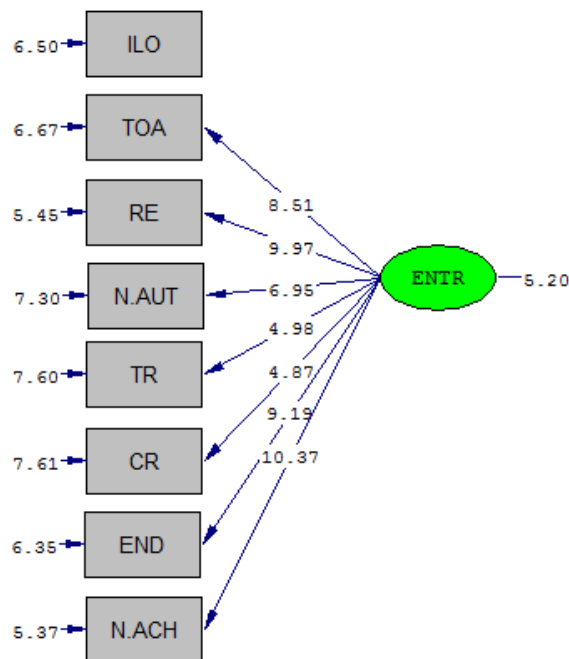 6.50 ILO
6.67 TOA
8.51
5.45 RE
9.97
7.30 N.AUT 6.95 ENTR 5.20
4.98
7.60 TR
4.87
9.19
7.61 CR
10.37
6.35 END
5.37 N.ACH